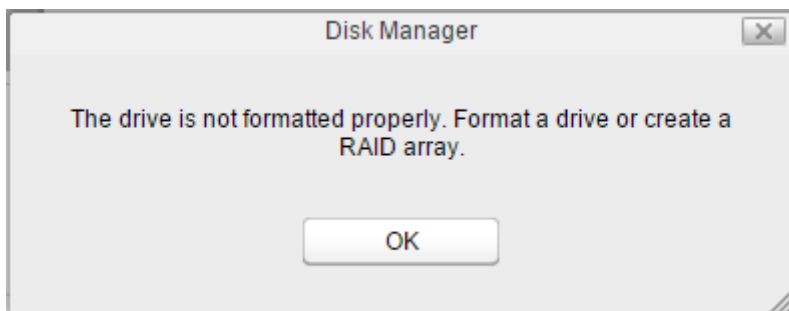 Disk Manager
The drive is not formatted properly. Format a drive or create a
RAID array.
OK